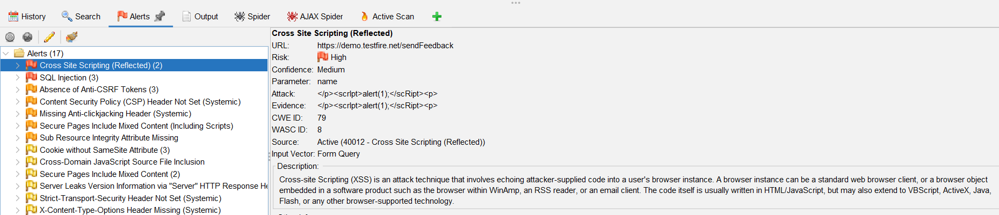 History Search Alerts Output Spider AJAX Spider Active Scan
Alerts (17)
Cross Site Scripting (Reflected) (2)
SQL Injection (3)
Absence of Anti-CSRF Tokens (3)
Content Security Policy (CSP) Header Not Set (Systemic)
Missing Anti-clickjacking Header (Systemic)
Secure Pages Include Mixed Content (Including Scripts)
Sub Resource Integrity Attribute Missing
Cookie without SameSite Attribute (3)
Cross-Domain JavaScript Source File Inclusion
Secure Pages Include Mixed Content (2)
Server Leaks Version Information via "Server" HTTP Response He
Strict-Transport-Security Header Not Set (Systemic)
X-Content-Type-Options Header Missing (Systemic)
Cross Site Scripting (Reflected)
URL: https://demo.testfire.net/sendFeedback
Risk: High
Confidence: Medium
Parameter: name
Attack: </p><scrIpt>alert(1);</scRipt><p>
Evidence: </p><scrIpt>alert(1);</scRipt><p>
CWE ID: 79
WASC ID: 8
Source: Active (40012 - Cross Site Scripting (Reflected))
Input Vector: Form Query
Description:
Cross-site Scripting (XSS) is an attack technique that involves echoing attacker-supplied code into a user's browser instance. A browser instance can be a standard web browser client, or a browser object
embedded in a software product such as the browser within WinAmp, an RSS reader, or an email client. The code itself is usually written in HTML/JavaScript, but may also extend to VBScript, ActiveX, Java,
Flash, or any other browser-supported technology.